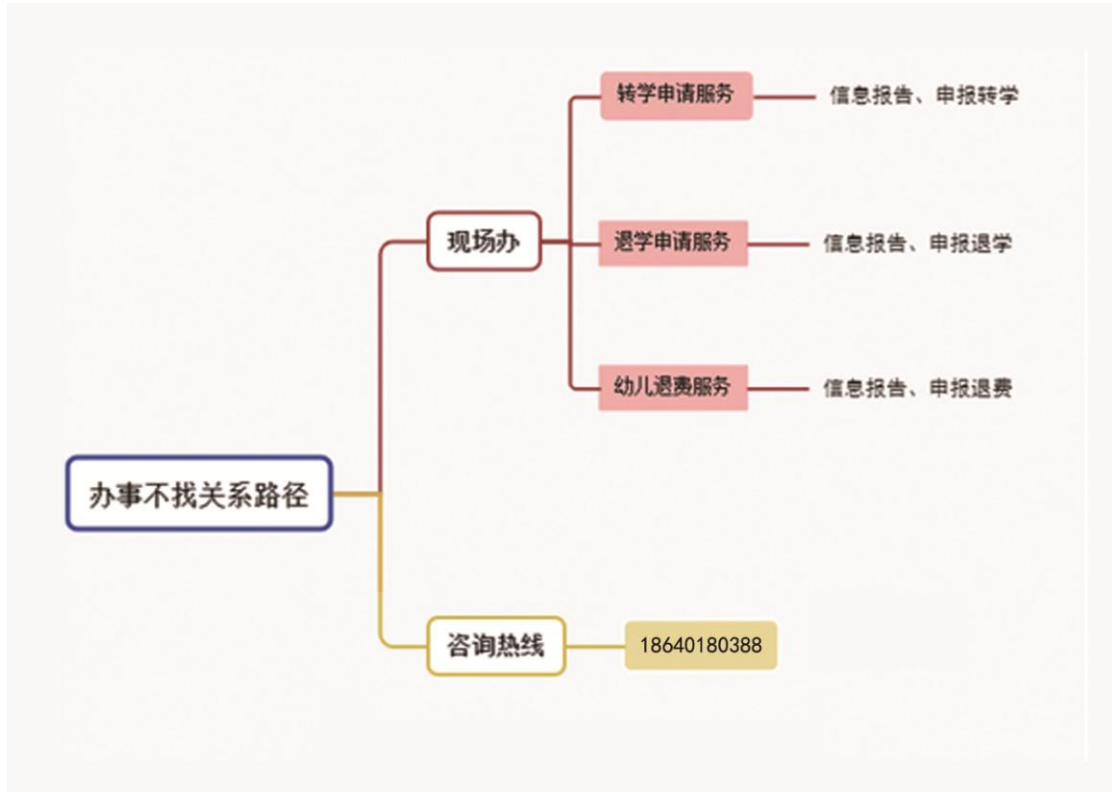 办事不找关系路径
现场办
转学申请服务
信息报告、申报转学
退学申请服务
信息报告、申报退学
幼儿退费服务
信息报告、申报退费
咨询热线
18640180388